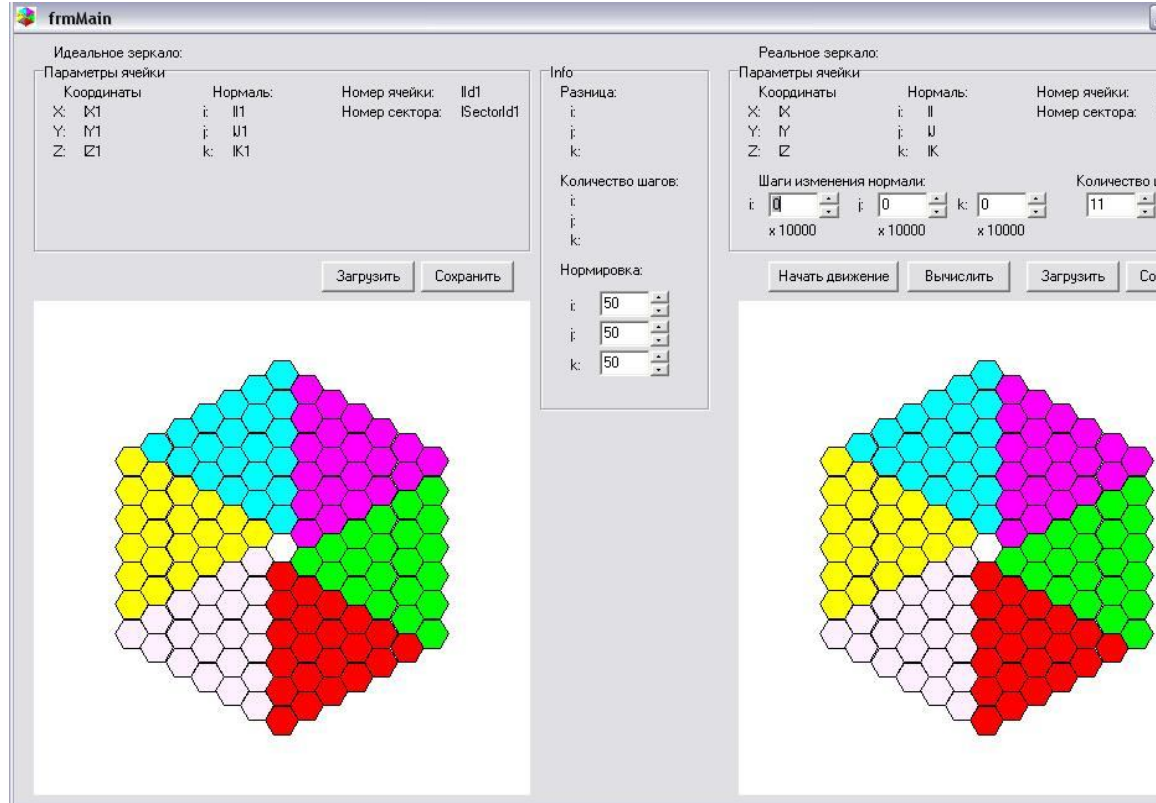 frmMain
Идеальное зеркало:
Параметры ячейки
Координаты Нормаль: Номер ячейки: lId1
X: lX1 i: lI1 Номер сектора: lSectorId1
Y: lY1 j: lJ1
Z: lZ1 k: lK1
Загрузить Сохранить
Info
Разница:
i:
j:
k:
Количество шагов:
i:
j:
k:
Нормировка:
i: 50
j: 50
k: 50
Реальное зеркало:
Параметры ячейки
Координаты Нормаль: Номер ячейки:
X: lX i: lI Номер сектора:
Y: lY j: lJ
Z: lZ k: lK
Шаги изменения нормали: Количество
i: 0 j: 0 k: 0 11
x 10000 x 10000 x 10000
Начать движение Вычислить Загрузить Со